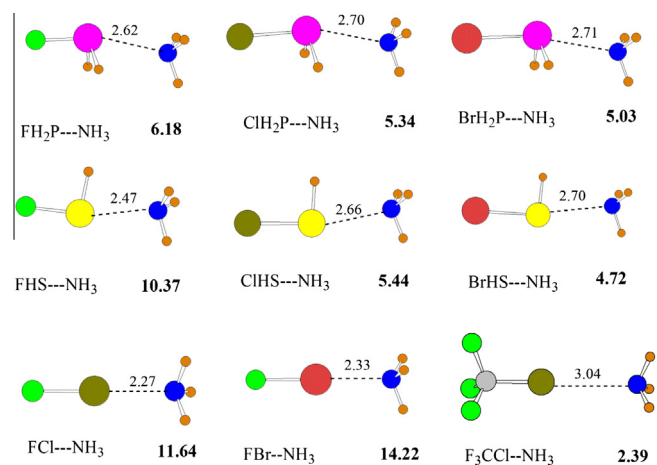 2.62 2.70 2.71
FH₂P---NH₃ 6.18 ClH₂P---NH₃ 5.34 BrH₂P---NH₃ 5.03
2.47 2.66 2.70
FHS---NH₃ 10.37 ClHS---NH₃ 5.44 BrHS---NH₃ 4.72
2.27 2.33 3.04
FCl---NH₃ 11.64 FBr--NH₃ 14.22 F₃CCl--NH₃ 2.39